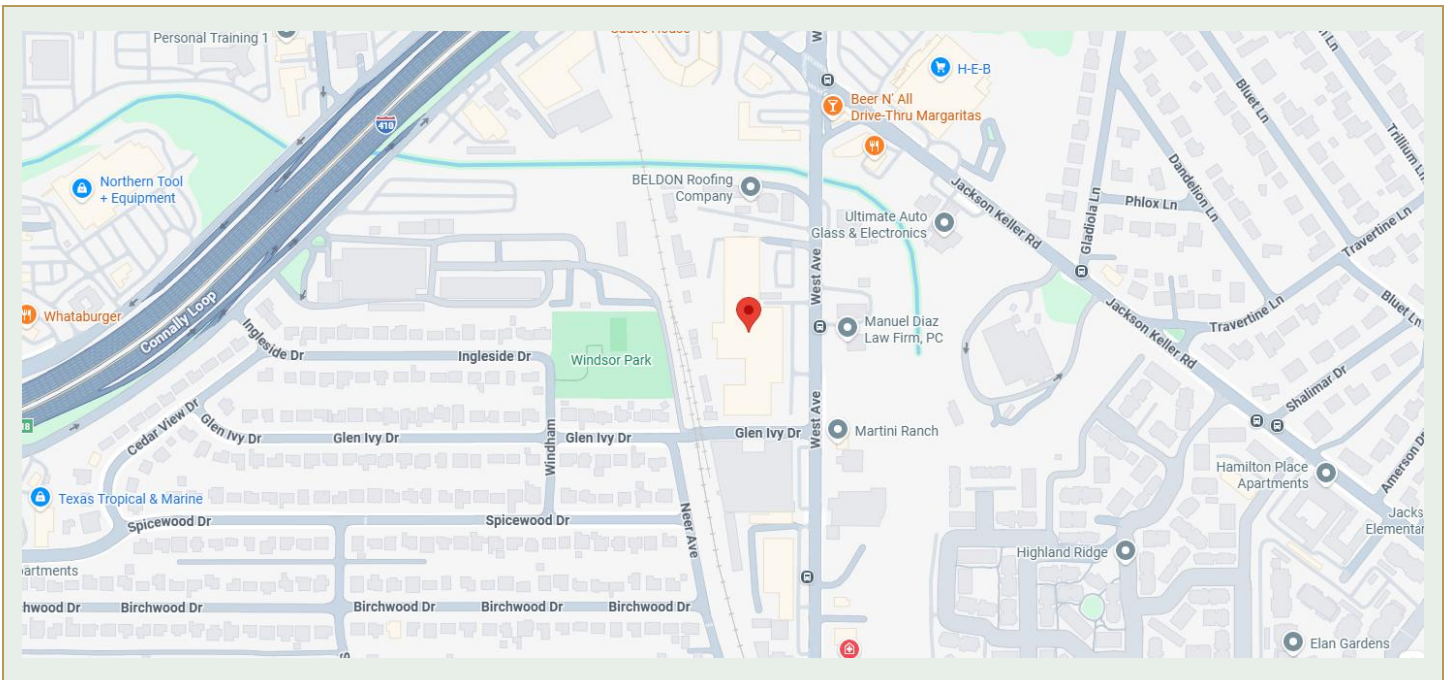 Personal Training 1
410
H-E-B
Beer N' All
Drive-Thru Margaritas
Bluet Ln
Trillium Ln
Northern Tool
+ Equipment
BELDON Roofing
Company
Jackson Keller Rd
Gladiola Ln
Phlox Ln
Dandelion Ln
Travertine Ln
Ultimate Auto
Glass & Electronics
West Ave
Whataburger
Connally Loop
Ingleside Dr
Ingleside Dr
Windsor Park
Manuel Diaz
Law Firm, PC
Jackson Keller Rd
Travertine Ln
Bluet Ln
Shalimar Dr
Cedar View Dr
Glen Ivy Dr
Glen Ivy Dr
Windham
Glen Ivy Dr
Glen Ivy Dr
West Ave
Martini Ranch
Hamilton Place
Apartments
Amerson Dr
Texas Tropical & Marine
Spicewood Dr
Spicewood Dr
Neer Ave
Highland Ridge
Birchwood Dr
Birchwood Dr
Birchwood Dr
Birchwood Dr
Elan Gardens